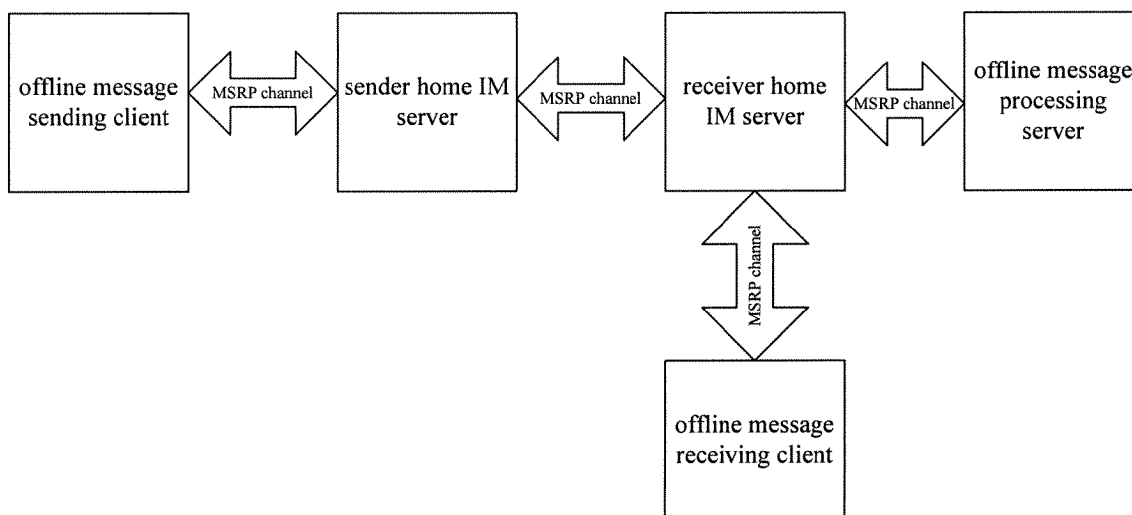 offline message
sending client
MSRP channel
sender home IM
server
MSRP channel
receiver home
IM server
MSRP channel
offline message
processing
server
MSRP channel
offline message
receiving client